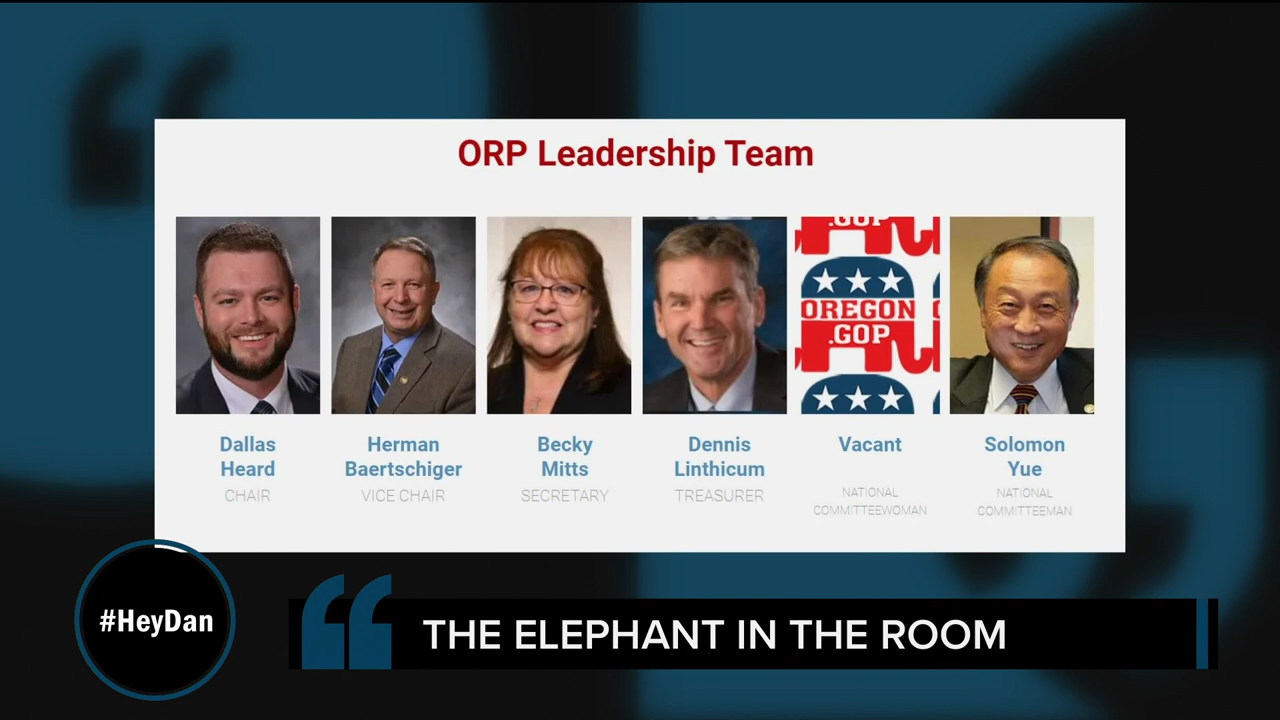 ORP Leadership Team
.GOP
OREGON
.GOP
Dallas
Heard
CHAIR
Herman
Baertschiger
VICE CHAIR
Becky
Mitts
SECRETARY
Dennis
Linthicum
TREASURER
Vacant
NATIONAL
COMMITTEEWOMAN
Solomon
Yue
NATIONAL
COMMITTEEMAN
#HeyDan
“ THE ELEPHANT IN THE ROOM